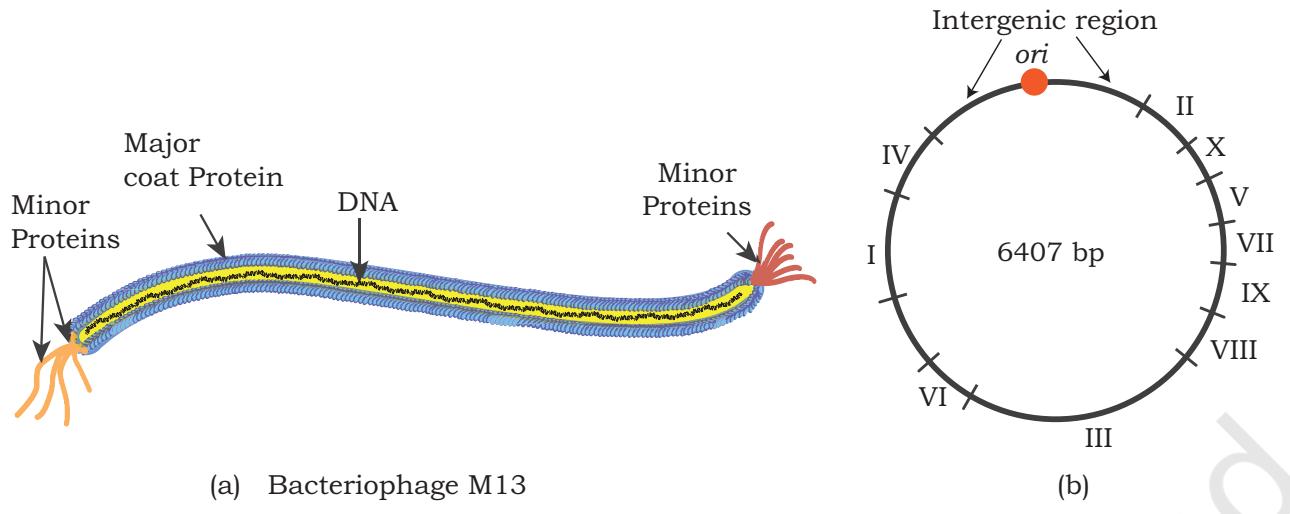 Major
coat Protein
Minor
Proteins
DNA
Minor
Proteins
(a) Bacteriophage M13
Intergenic region
ori
II
X
V
VII
IX
VIII
III
VI
I
IV
6407 bp
(b)
d